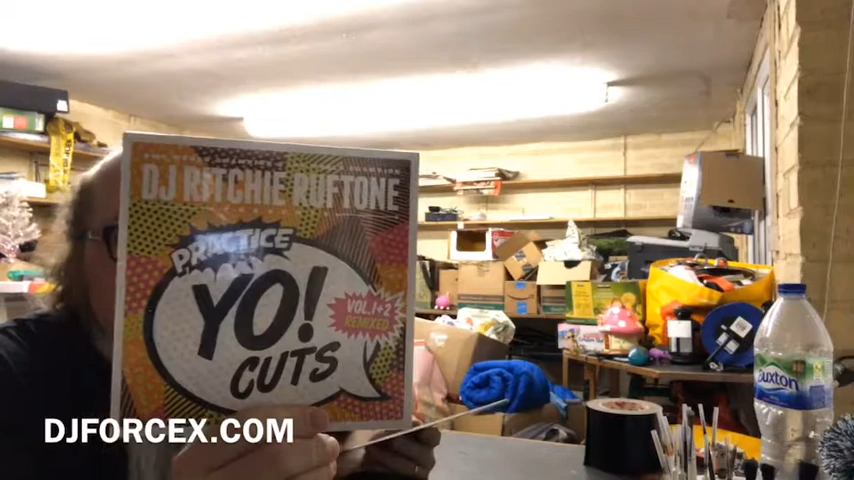 DJ RITCHIE RUFTONE
PRACTICE
YO!
CUTS
VOL.1+2
REMIXED
DJFORCEX.COM
Buxton